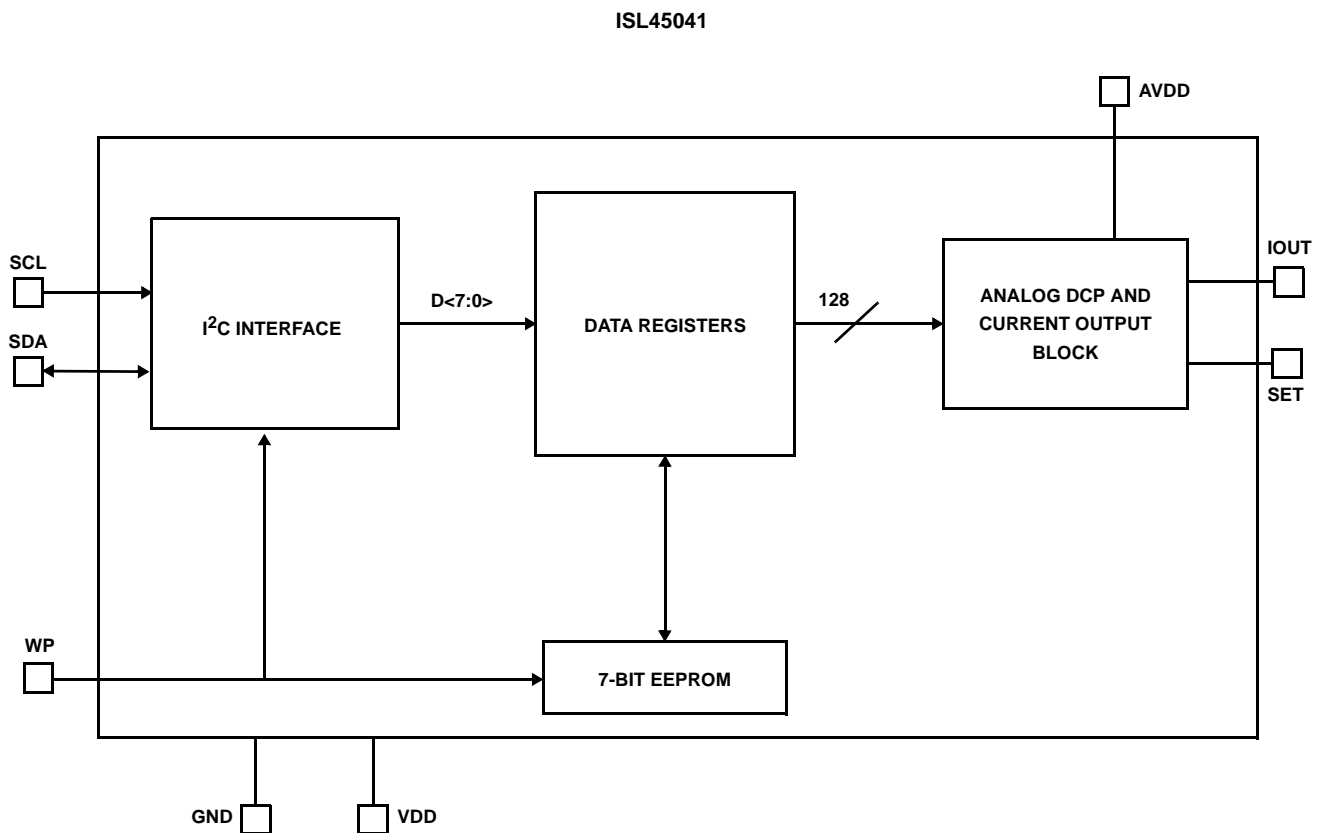 ISL45041
AVDD
SCL
SDA
I²C INTERFACE
D<7:0>
DATA REGISTERS
128
ANALOG DCP AND
CURRENT OUTPUT
BLOCK
IOUT
SET
WP
7-BIT EEPROM
GND
VDD